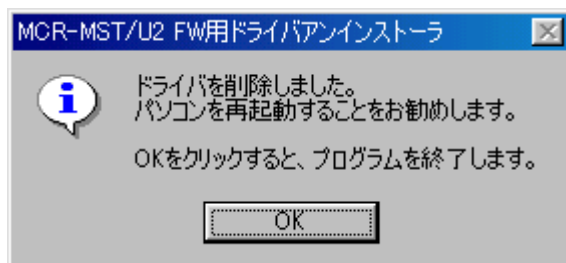 MCR-MST/U2 FW用ドライバアンインストーラ
ドライバを削除しました。
パソコンを再起動することをお勧めします。
OKをクリックすると、プログラムを終了します。
OK